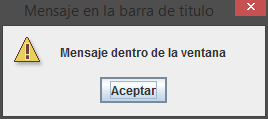 Mensaje en la barra de título
Mensaje dentro de la ventana
Aceptar